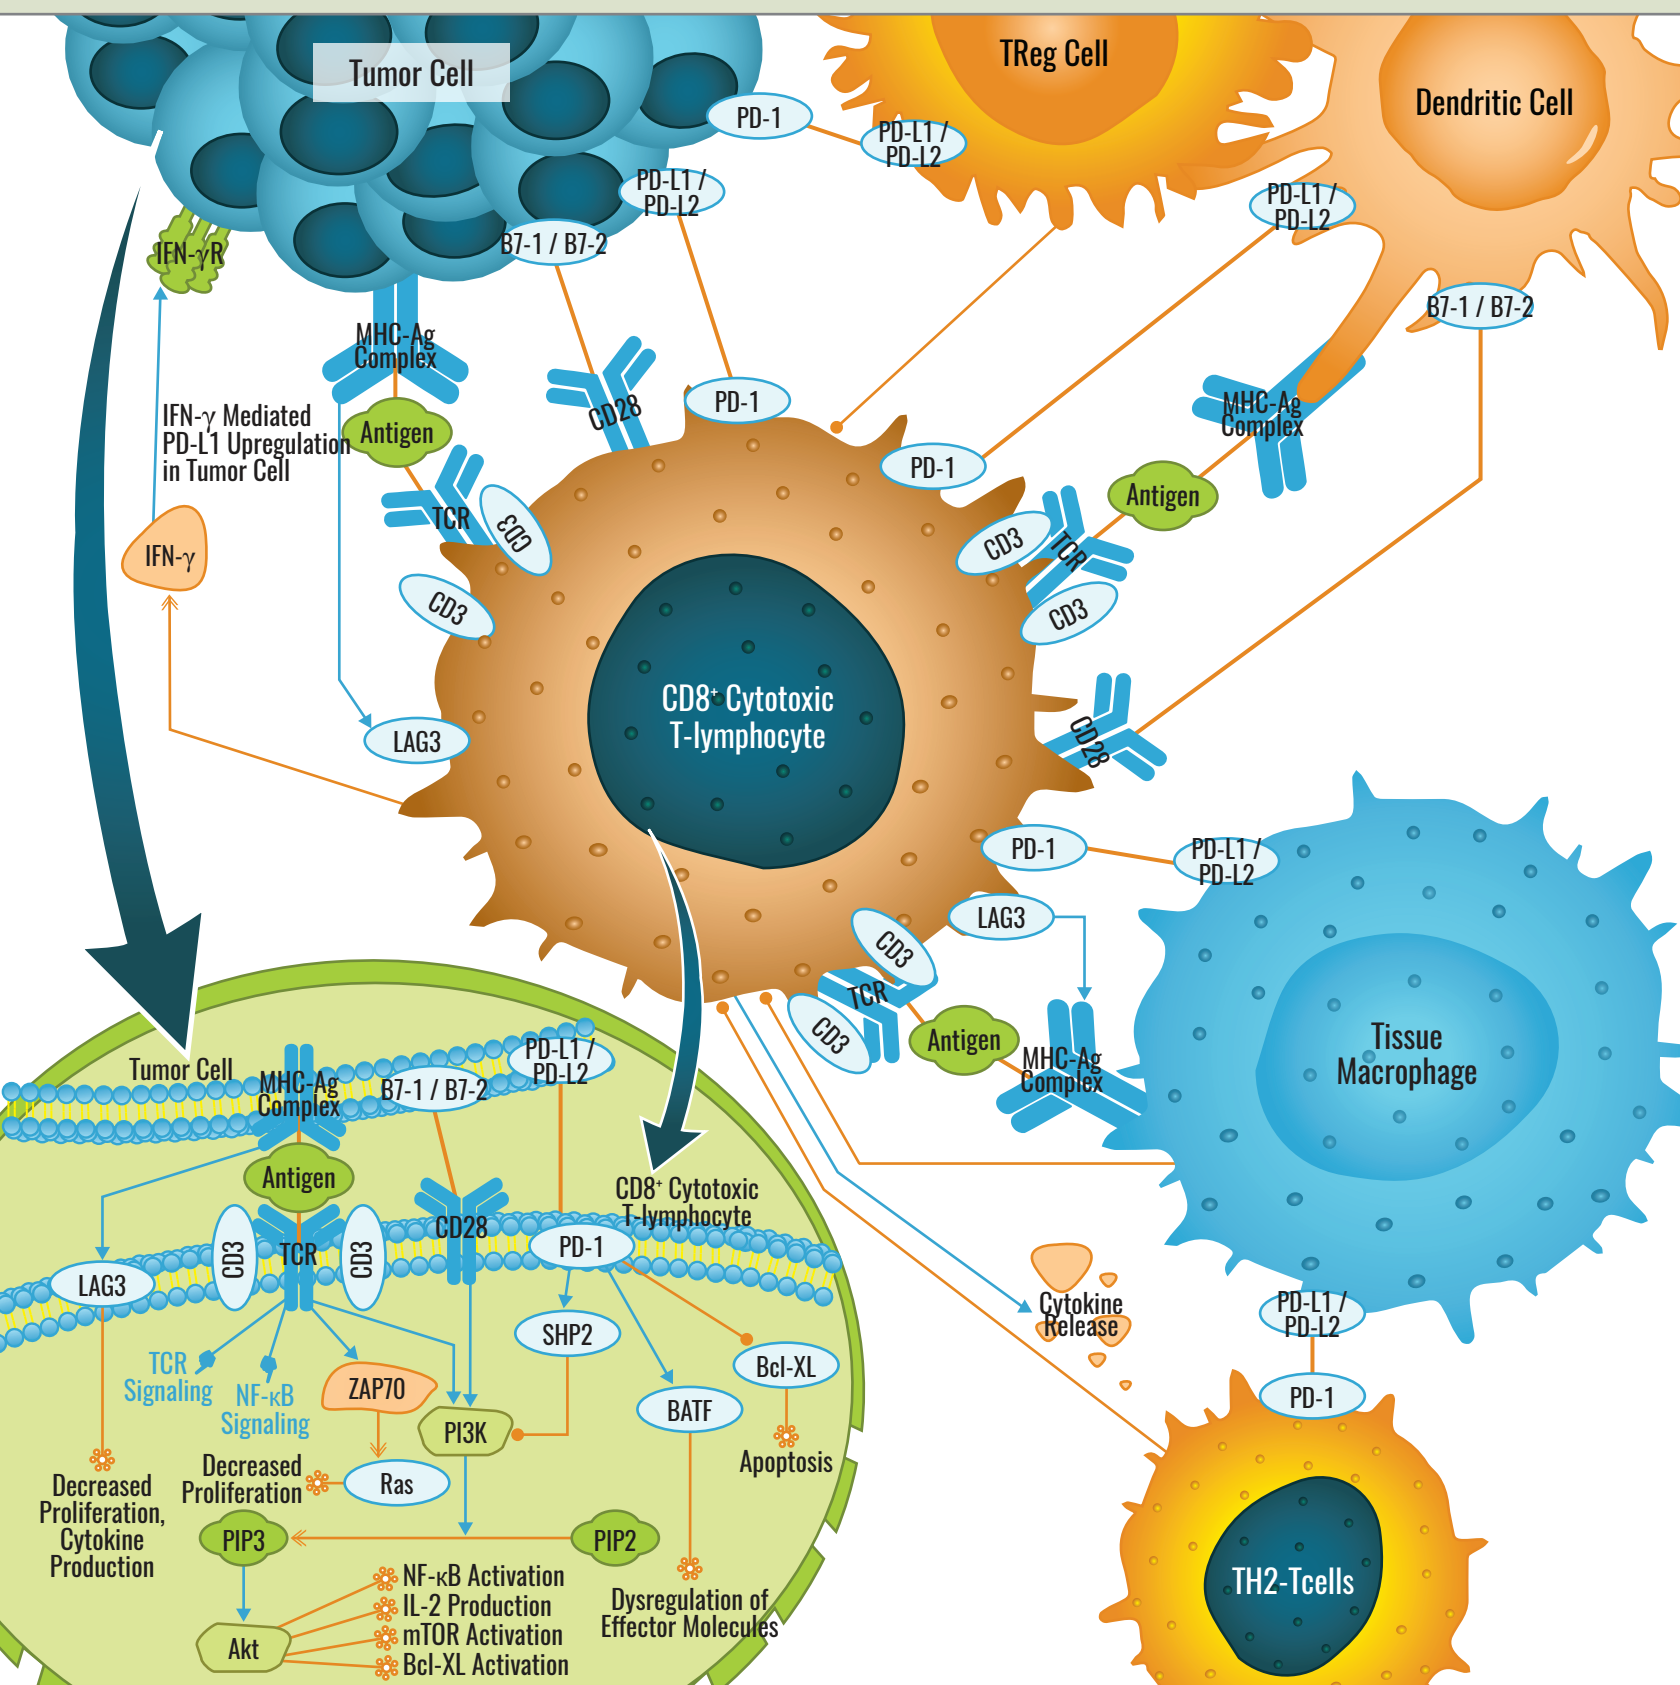 Tumor Cell
TReg Cell
Dendritic Cell
PD-1
PD-L1 /
PD-L2
PD-L1 /
PD-L2
PD-L1 /
PD-L2
B7-1 / B7-2
IFN-γR
B7-1 / B7-2
MHC-Ag
Complex
IFN-γ Mediated
PD-L1 Upregulation
in Tumor Cell
Antigen
CD28
PD-1
MHC-Ag
Complex
PD-1
Antigen
TCR
CD3
CD3
TCR
IFN-γ
CD3
CD3
CD8+ Cytotoxic
T-lymphocyte
LAG3
CD28
PD-1
PD-L1 /
PD-L2
LAG3
CD3
TCR
CD3
Antigen
MHC-Ag
Complex
Tissue
Macrophage
Tumor Cell
MHC-Ag
Complex
B7-1 / B7-2
PD-L1 /
PD-L2
Antigen
CD8+ Cytotoxic
T-lymphocyte
CD3
TCR
CD3
CD28
PD-1
LAG3
Cytokine
Release
PD-L1 /
PD-L2
SHP2
TCR
Signaling
NF-κB
Signaling
ZAP70
Bcl-XL
PD-1
BATF
PI3K
Apoptosis
Decreased
Proliferation
Ras
Decreased
Proliferation,
Cytokine
Production
PIP3
PIP2
NF-κB Activation
IL-2 Production
mTOR Activation
Bcl-XL Activation
Akt
Dysregulation of
Effector Molecules
TH2-Tcells